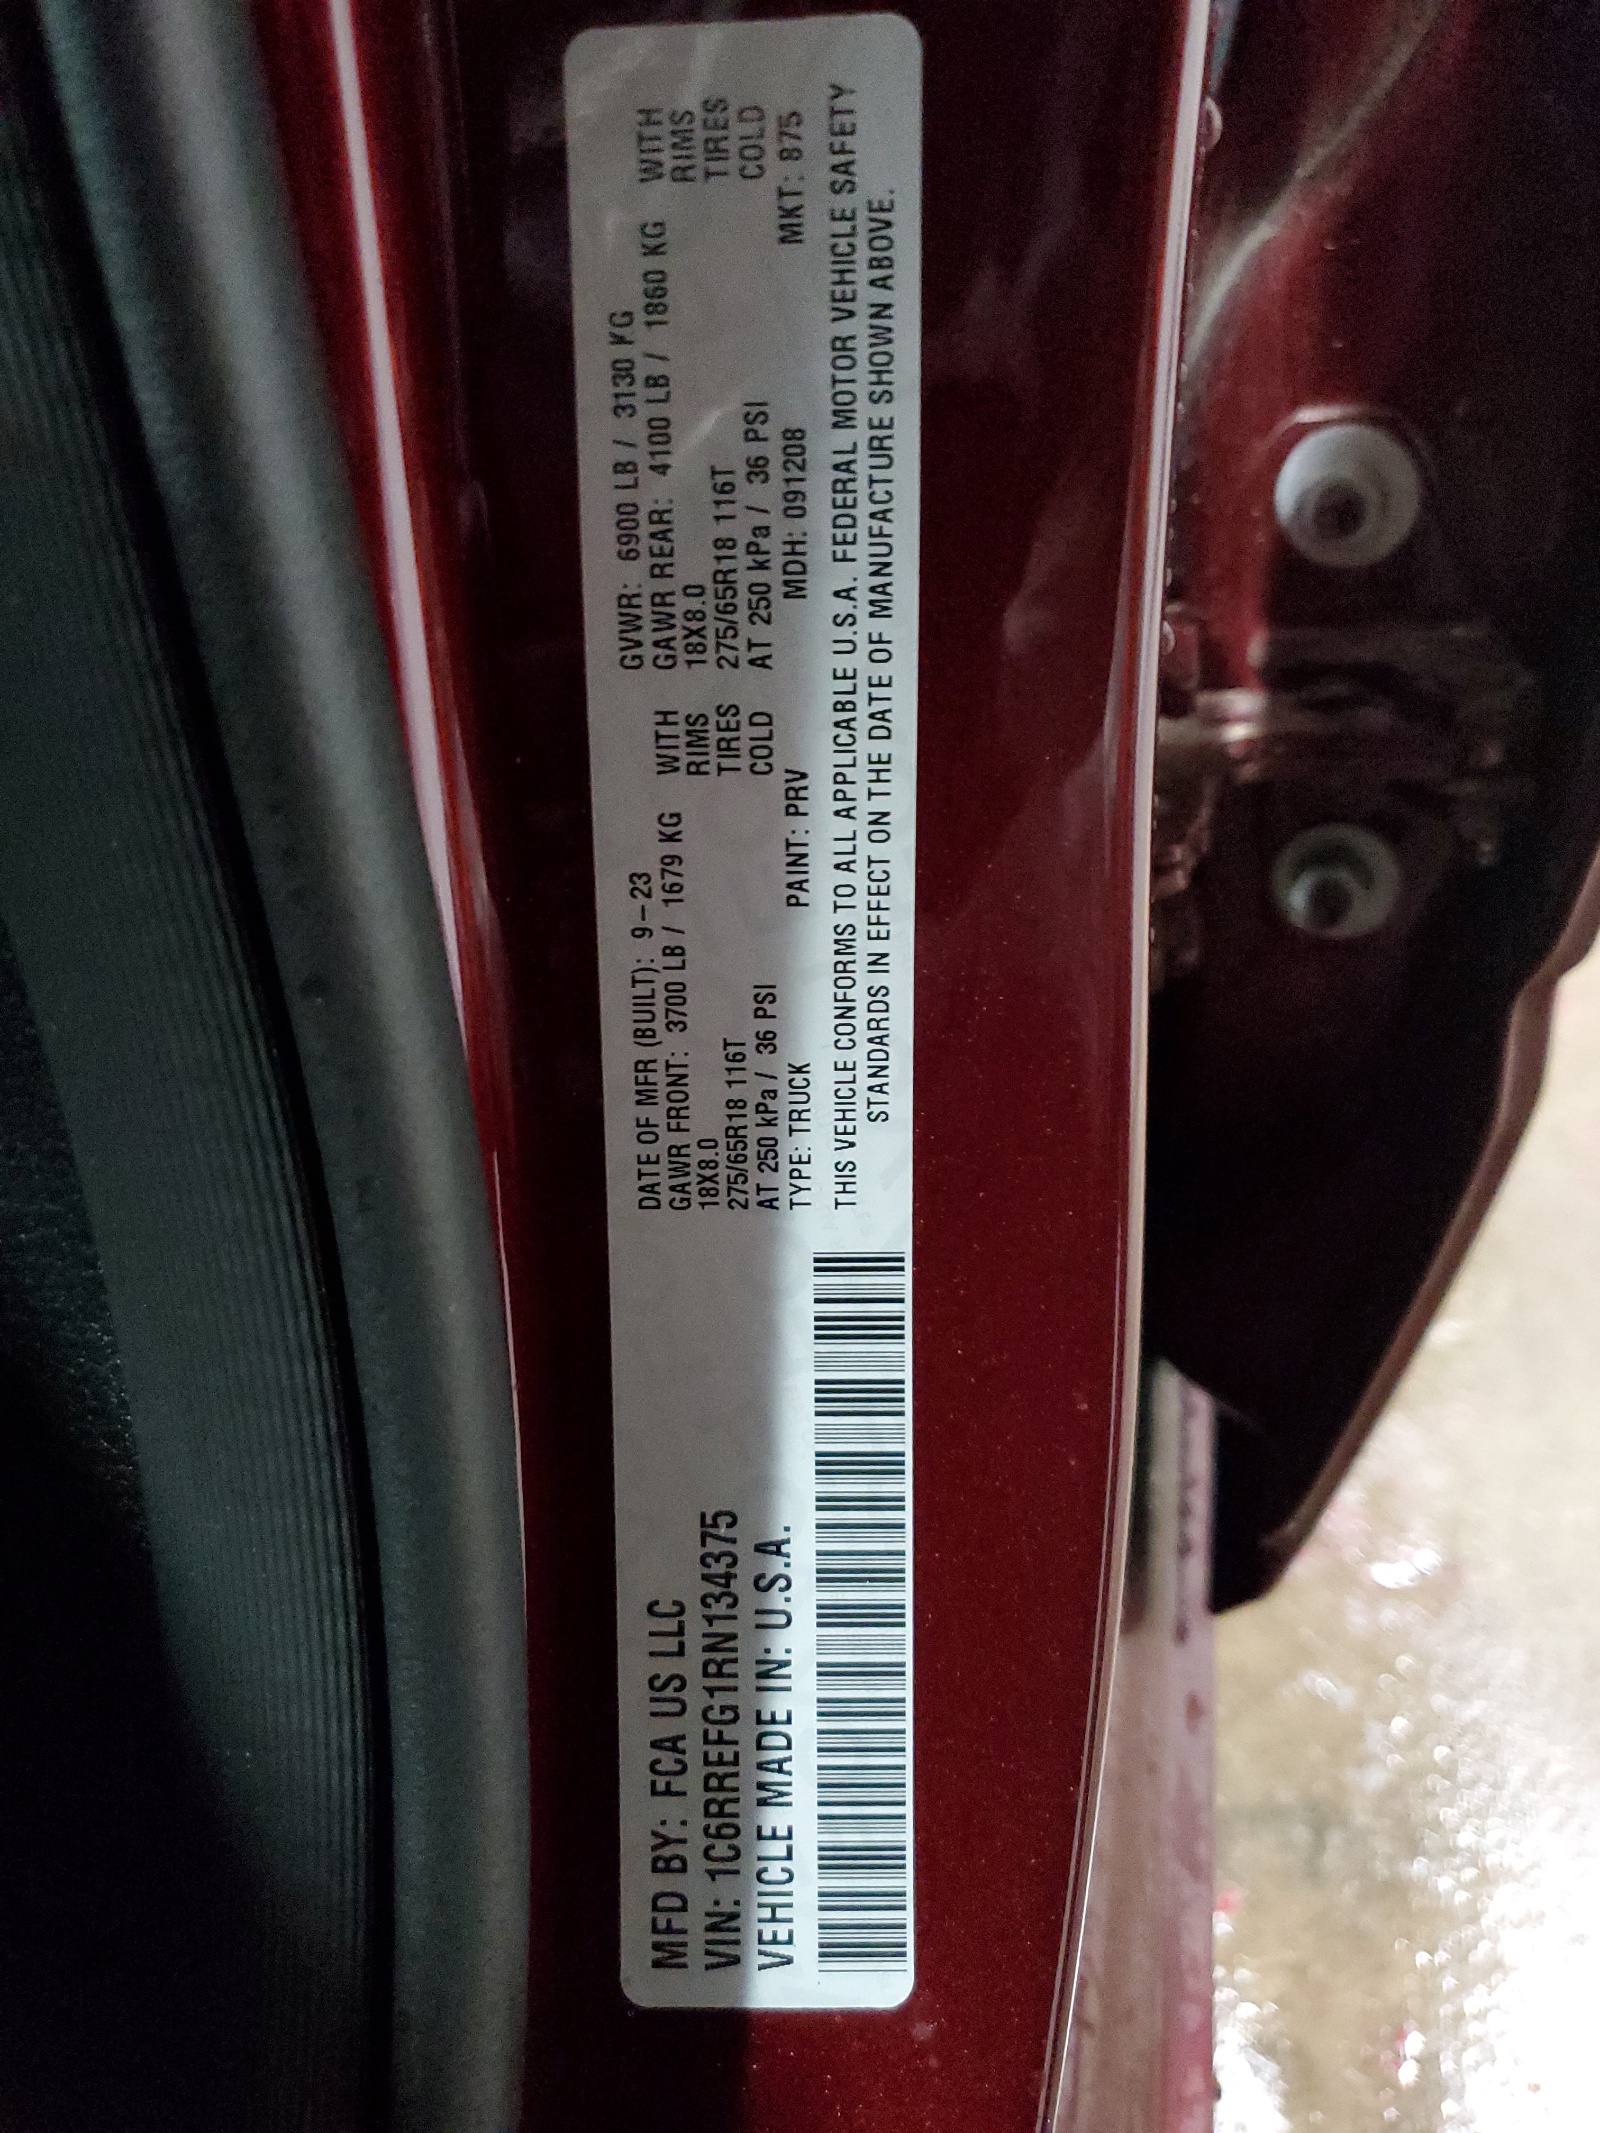 MFD BY: FCA US LLC
VIN: 1C6RREFG1RN134375
VEHICLE MADE IN: U.S.A.
DATE OF MFR (BUILT): 9-23 GVWR: 6900 LB / 3130 KG
GAWR FRONT: 3700 LB / 1679 KG WITH GAWR REAR: 4100 LB / 1860 KG WITH
18X8.0 RIMS 18X8.0 RIMS
275/65R18 116T TIRES 275/65R18 116T TIRES
AT 250 kPa / 36 PSI COLD AT 250 kPa / 36 PSI COLD
TYPE: TRUCK PAINT: PRV MDH: 091208 MKT: 875
THIS VEHICLE CONFORMS TO ALL APPLICABLE U.S.A. FEDERAL MOTOR VEHICLE SAFETY
STANDARDS IN EFFECT ON THE DATE OF MANUFACTURE SHOWN ABOVE.